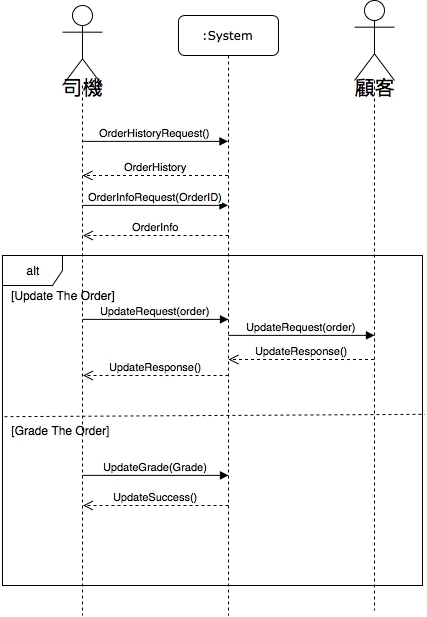 :System
司機
顧客
OrderHistoryRequest()
OrderHistory
OrderInfoRequest(OrderID)
OrderInfo
alt
[Update The Order]
UpdateRequest(order)
UpdateRequest(order)
UpdateResponse()
UpdateResponse()
[Grade The Order]
UpdateGrade(Grade)
UpdateSuccess()